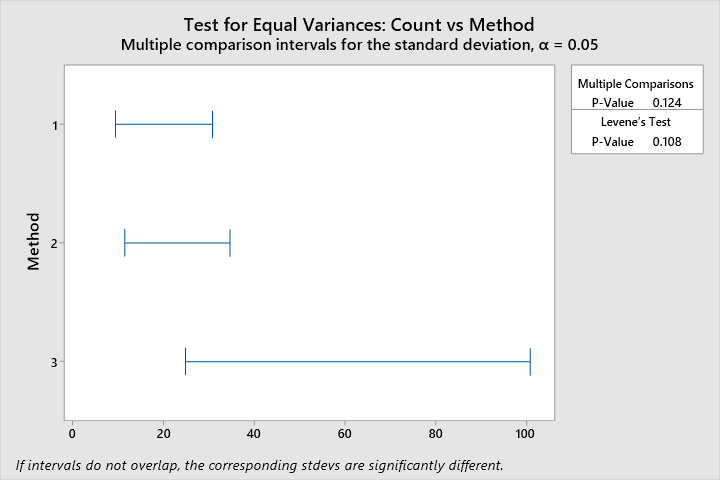 Test for Equal Variances: Count vs Method
Multiple comparison intervals for the standard deviation, α = 0.05
Multiple Comparisons
P-Value 0.124
Levene's Test
P-Value 0.108
Method
1
2
3
0 20 40 60 80 100
If intervals do not overlap, the corresponding stdevs are significantly different.